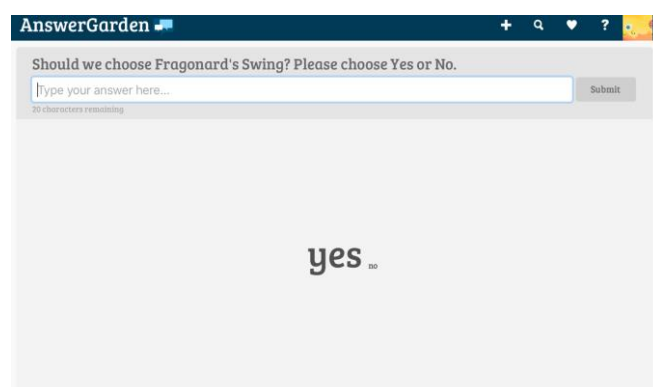 AnswerGarden
Should we choose Fragonard's Swing? Please choose Yes or No.
Type your answer here...
Submit
20 characters remaining
yes no